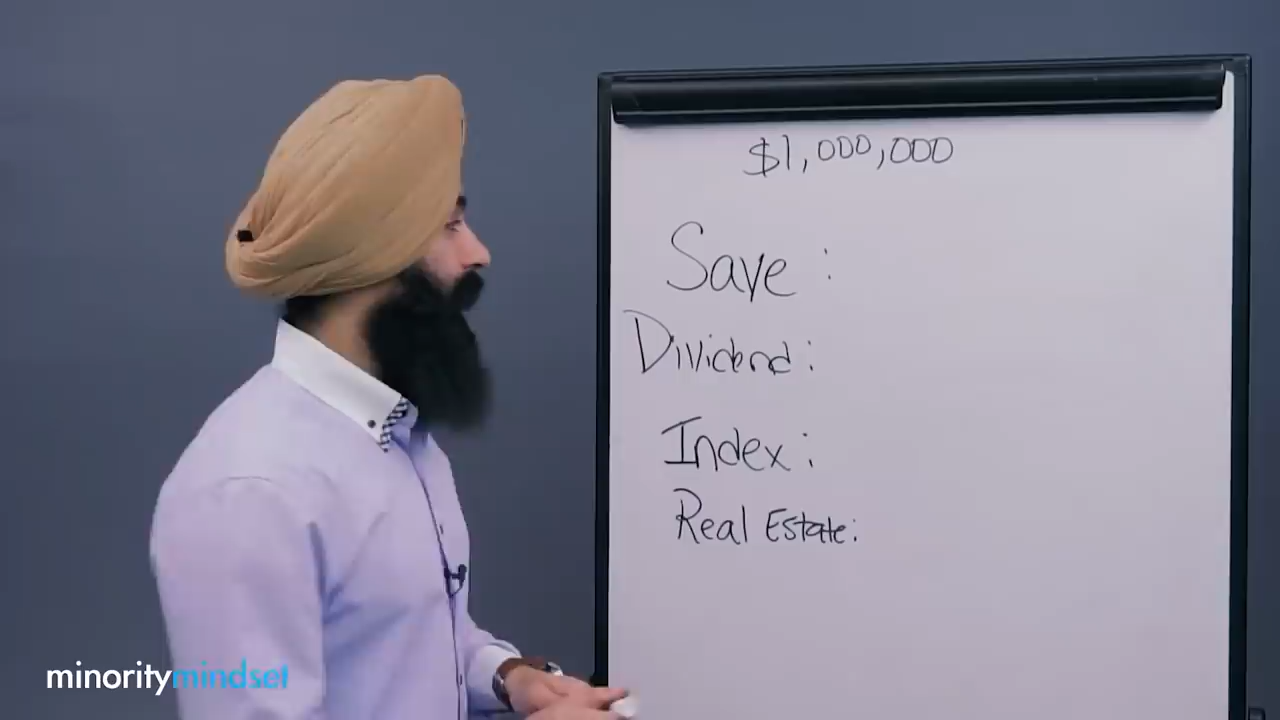 $1,000,000
Save :
Dividend :
Index :
Real Estate:
minoritymindset